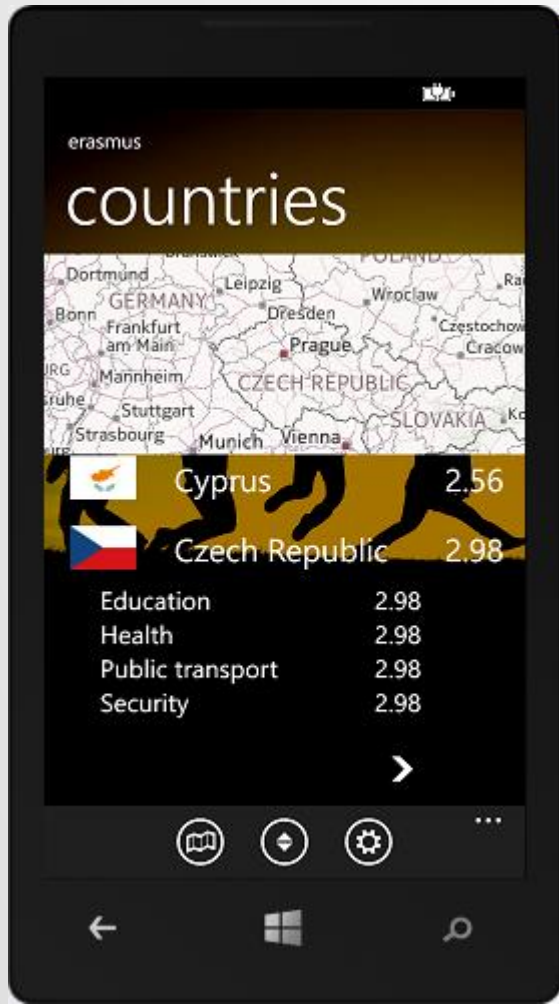 erasmus
countries
POLAND
Dortmund
Leipzig
Wroclaw
GERMANY
Bonn
Dresden
Frankfurt
am Main
Częstochow
Prague
Cracow
Mannheim
CZECH REPUBLIC
Stuttgart
SLOVAKIA
Strasbourg
Munich
Vienna
Cyprus 2.56
Czech Republic 2.98
Education 2.98
Health 2.98
Public transport 2.98
Security 2.98